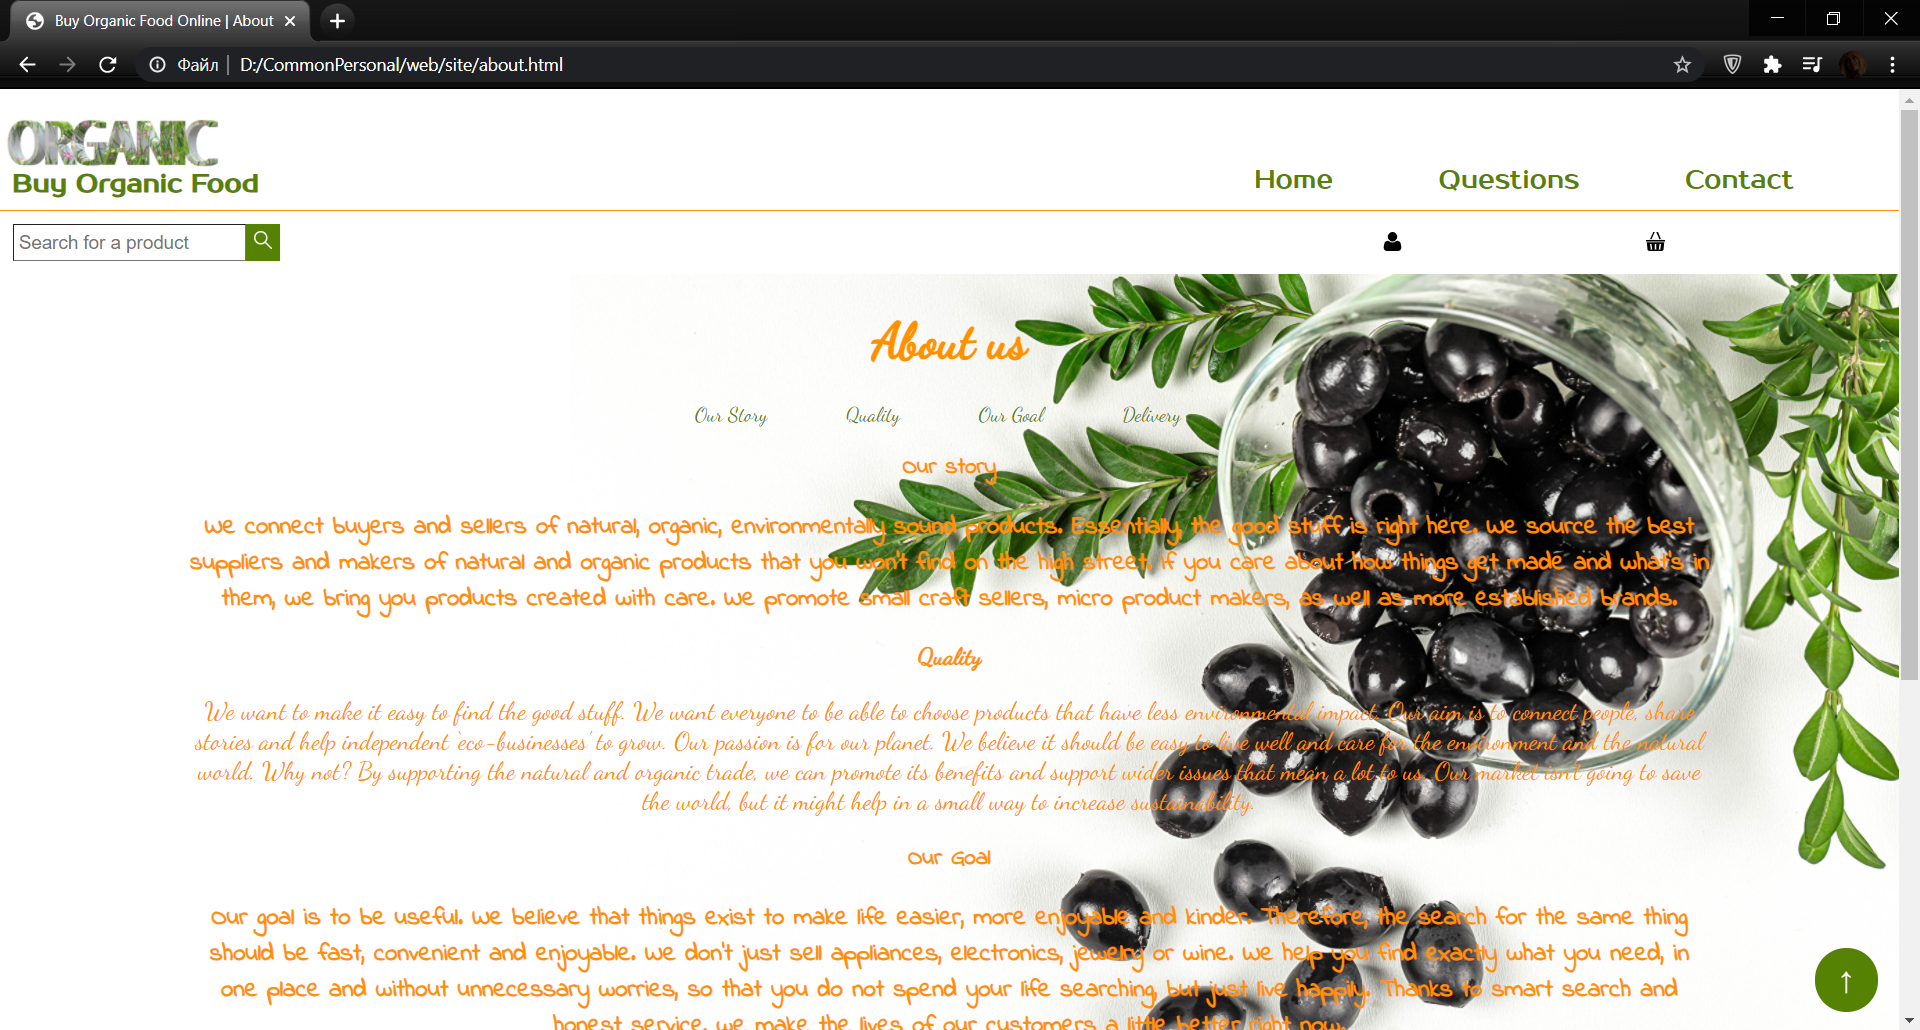 Buy Organic Food Online | About
Файл | D:/CommonPersonal/web/site/about.html
ORGANIC
Buy Organic Food
Home Questions Contact
Search for a product
About us
Our Story Quality Our Goal Delivery
Our story
We connect buyers and sellers of natural, organic, environmentally sound products. Essentially, the good stuff is right here. We source the best
suppliers and makers of natural and organic products that you won't find on the high street. If you care about how things get made and what's in
them, we bring you products created with care. We promote small craft sellers, micro product makers, as well as more established brands.
Quality
We want to make it easy to find the good stuff. We want everyone to be able to choose products that have less environmental impact. Our aim is to connect people, share
stories and help independent 'eco-businesses' to grow. Our passion is for our planet. We believe it should be easy to live well and care for the environment and the natural
world. Why not? By supporting the natural and organic trade, we can promote its benefits and support wider issues that mean a lot to us. Our market isn't going to save
the world, but it might help in a small way to increase sustainability.
Our Goal
Our goal is to be useful. We believe that things exist to make life easier, more enjoyable and kinder. Therefore, the search for the same thing
should be fast, convenient and enjoyable. We don't just sell appliances, electronics, jewelry or wine. We help you find exactly what you need, in
one place and without unnecessary worries, so that you do not spend your life searching, but just live happily. Thanks to smart search and
honest service, we make the lives of our customers a little better right now.